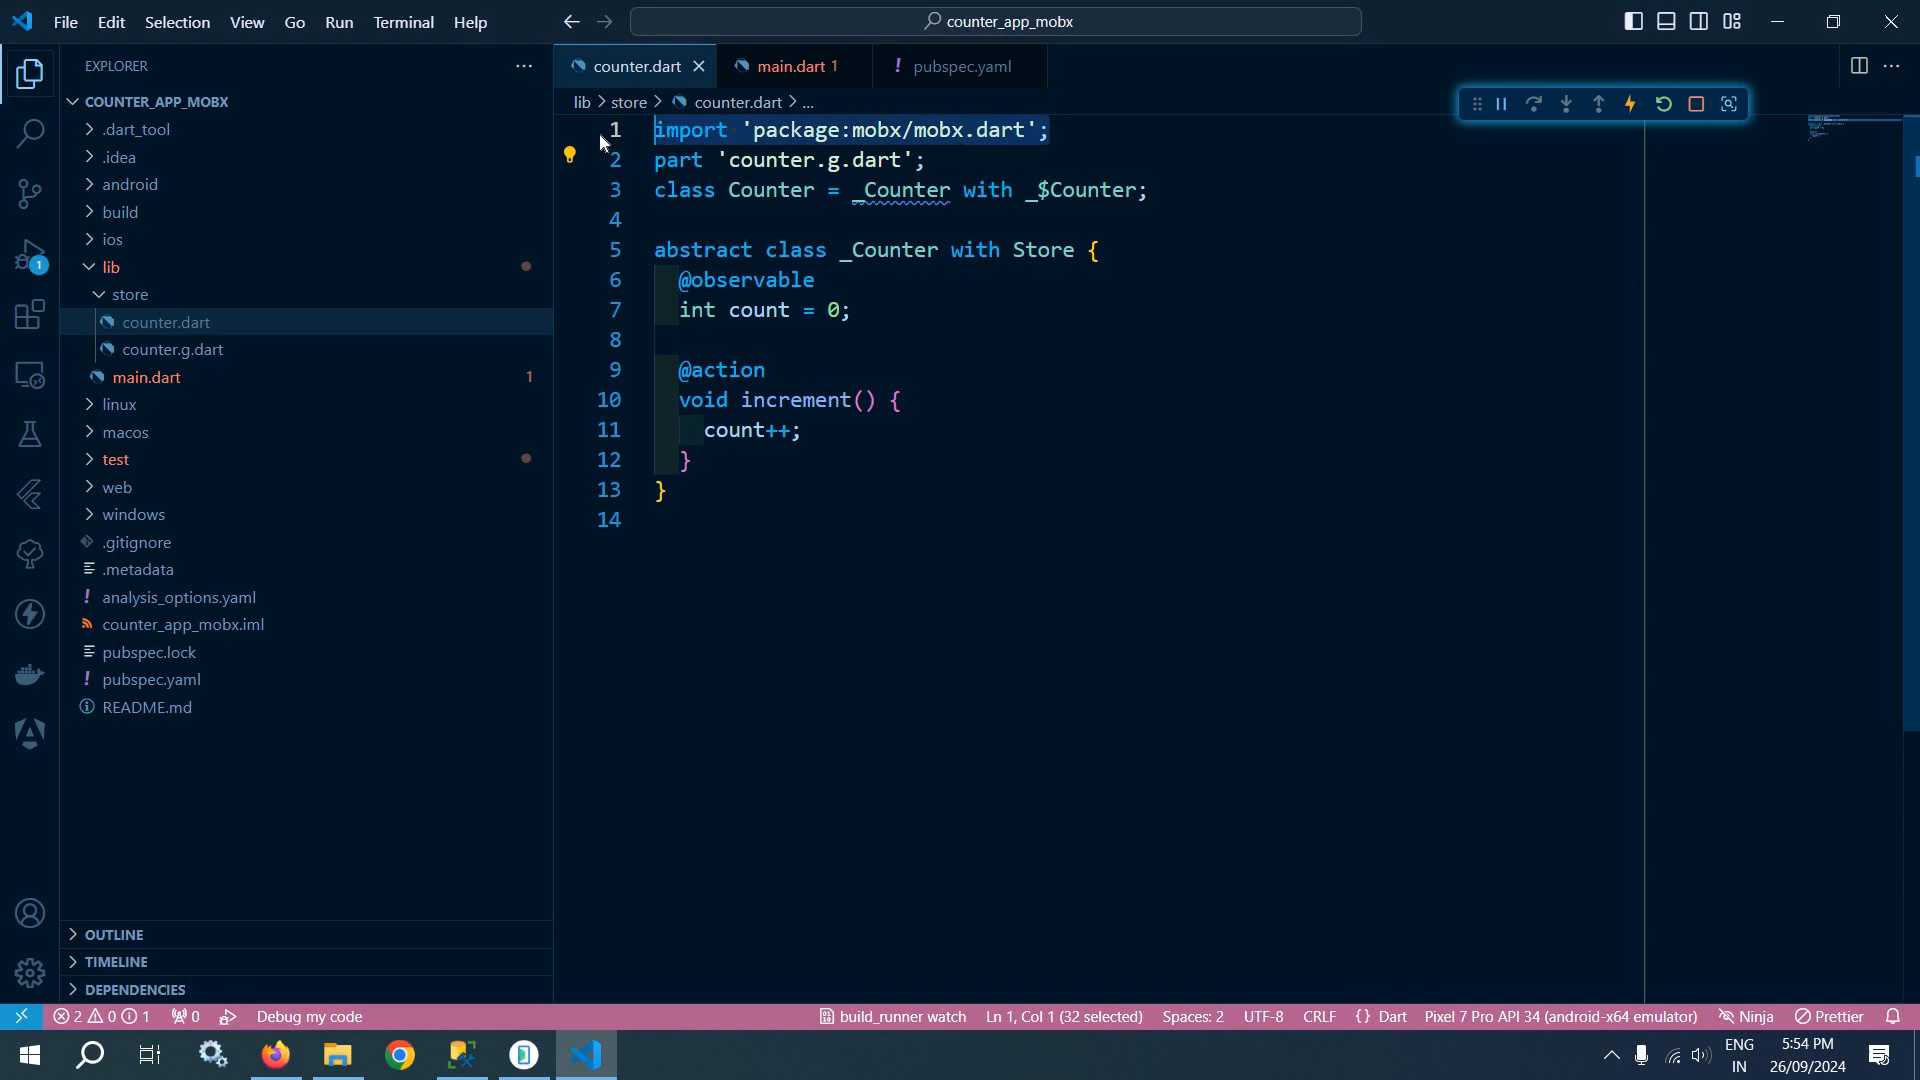 File Edit Selection View Go Run Terminal Help
counter_app_mobx
EXPLORER
COUNTER_APP_MOBX
.dart_tool
.idea
android
build
ios
lib
store
counter.dart
counter.g.dart
main.dart 1
linux
macos
test
web
windows
.gitignore
.metadata
analysis_options.yaml
counter_app_mobx.iml
pubspec.lock
pubspec.yaml
README.md
OUTLINE
TIMELINE
DEPENDENCIES
1
counter.dart main.dart 1 pubspec.yaml
lib > store > counter.dart > ...
1 import 'package:mobx/mobx.dart';
2 part 'counter.g.dart';
3 class Counter = _Counter with _$Counter;
4
5 abstract class _Counter with Store {
6 @observable
7 int count = 0;
8
9 @action
10 void increment() {
11 count++;
12 }
13 }
14
2 0 1 0 Debug my code build_runner watch Ln 1, Col 1 (32 selected) Spaces: 2 UTF-8 CRLF {} Dart Pixel 7 Pro API 34 (android-x64 emulator) Ninja Prettier
ENG
IN
5:54 PM
26/09/2024